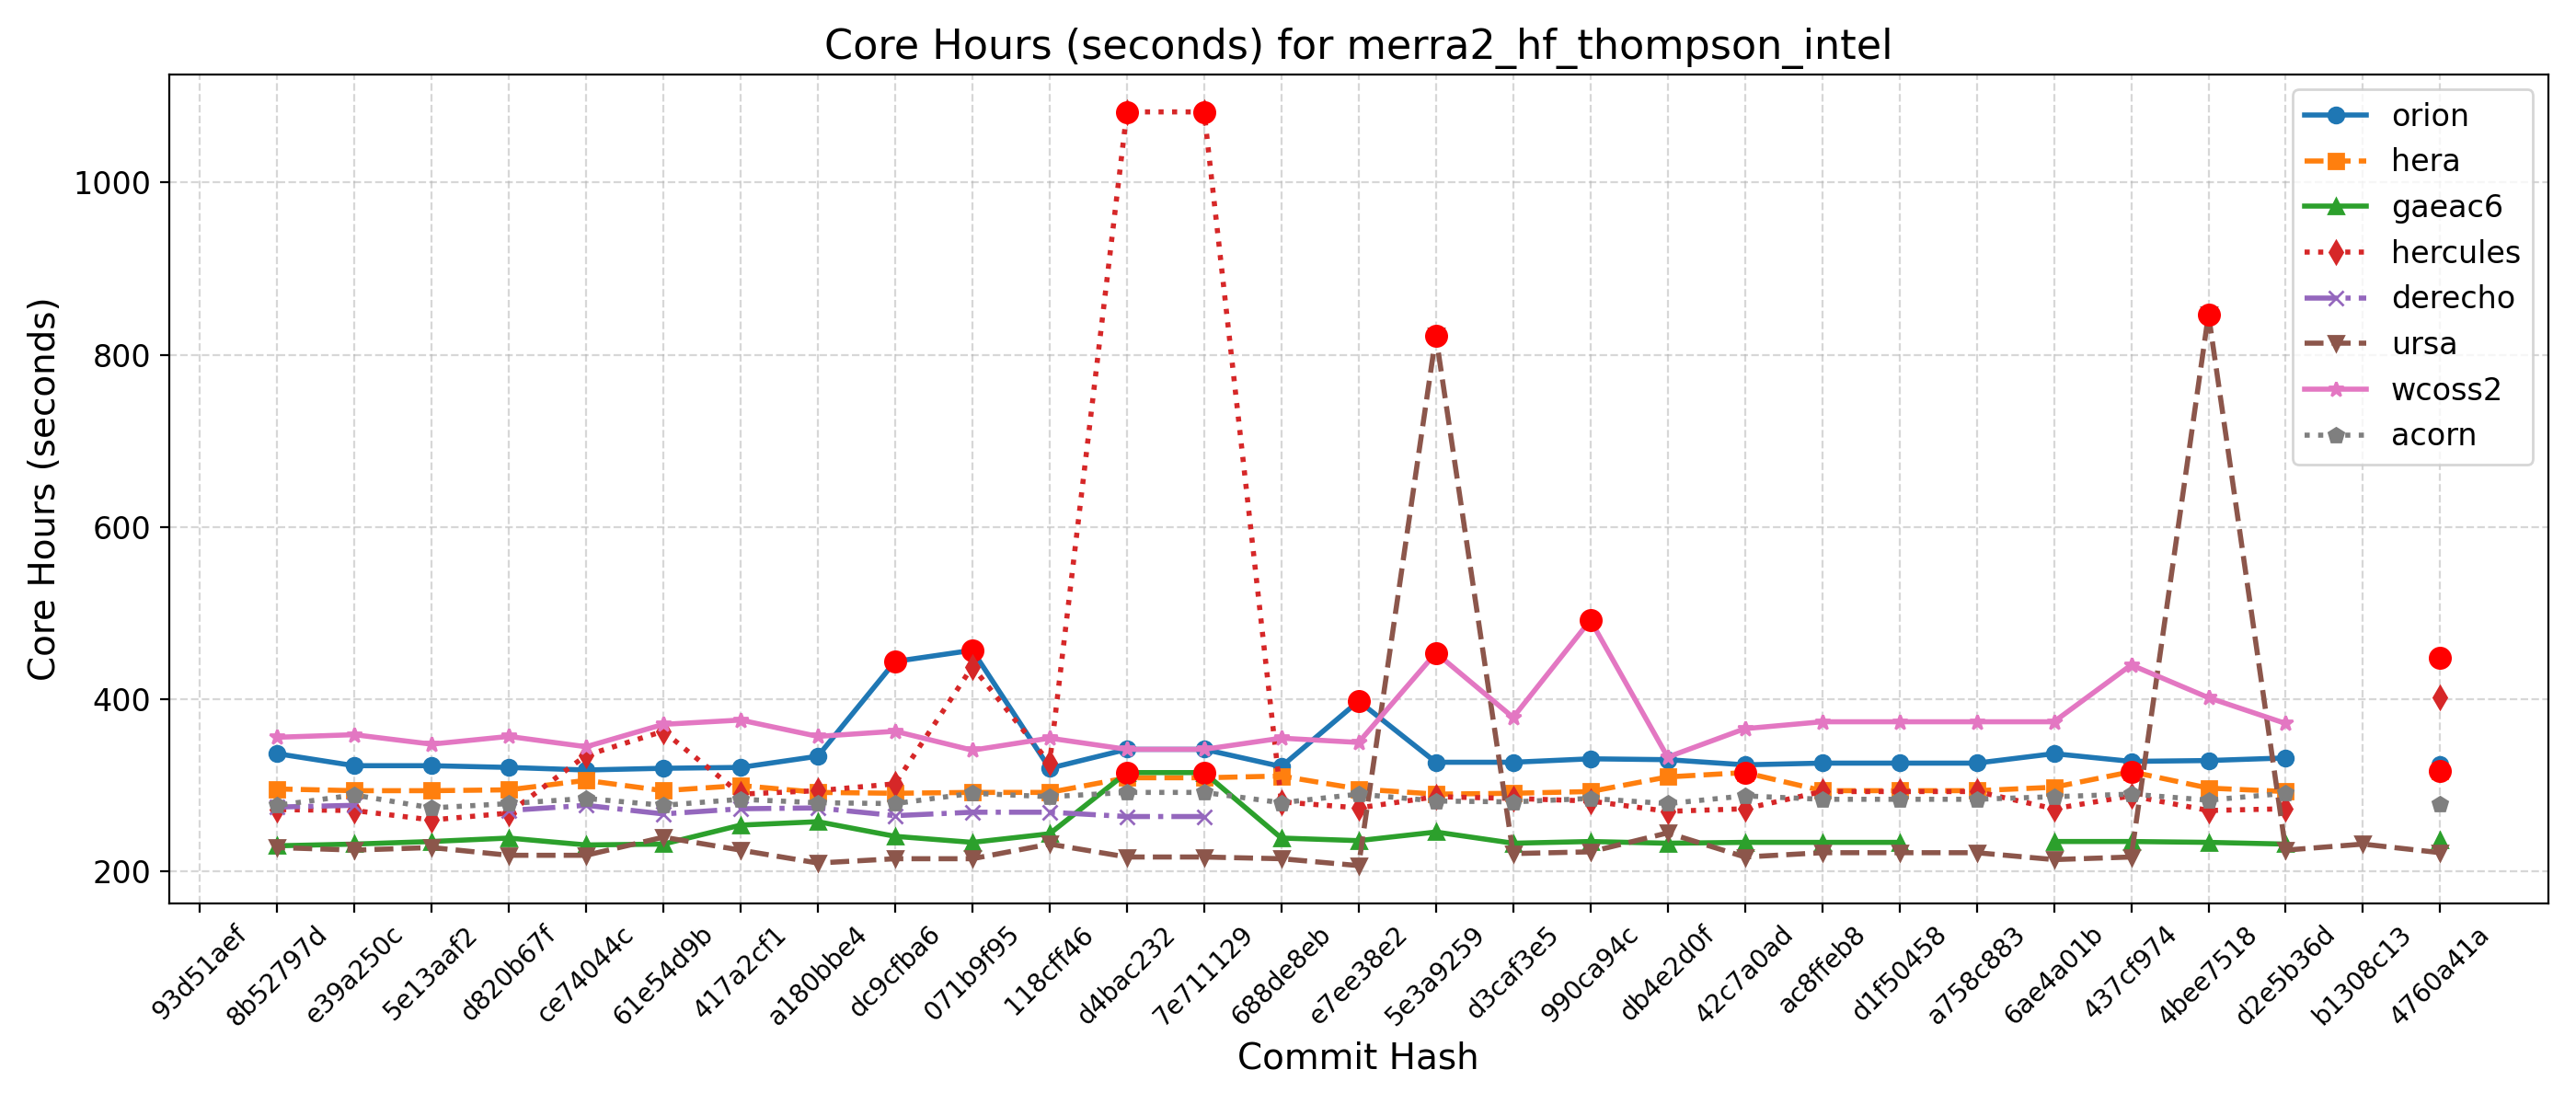 Core Hours (seconds) for merra2_hf_thompson_intel
Core Hours (seconds)
1000
800
600
400
200
orion
hera
gaeac6
hercules
derecho
ursa
wcoss2
acorn
93d51aef
8b52797d
e39a250c
5e13aaf2
d820b67f
ce74044c
61e54d9b
417a2cf1
a180bbe4
dc9cfba6
071b9f95
118cff46
d4bac232
7e711129
688de8eb
e7ee38e2
5e3a9259
d3caf3e5
990ca94c
db4e2d0f
42c7a0ad
ac8ffeb8
d1f50458
a758c883
6ae4a01b
437cf974
4bee7518
d2e5b36d
b1308c13
4760a41a
Commit Hash